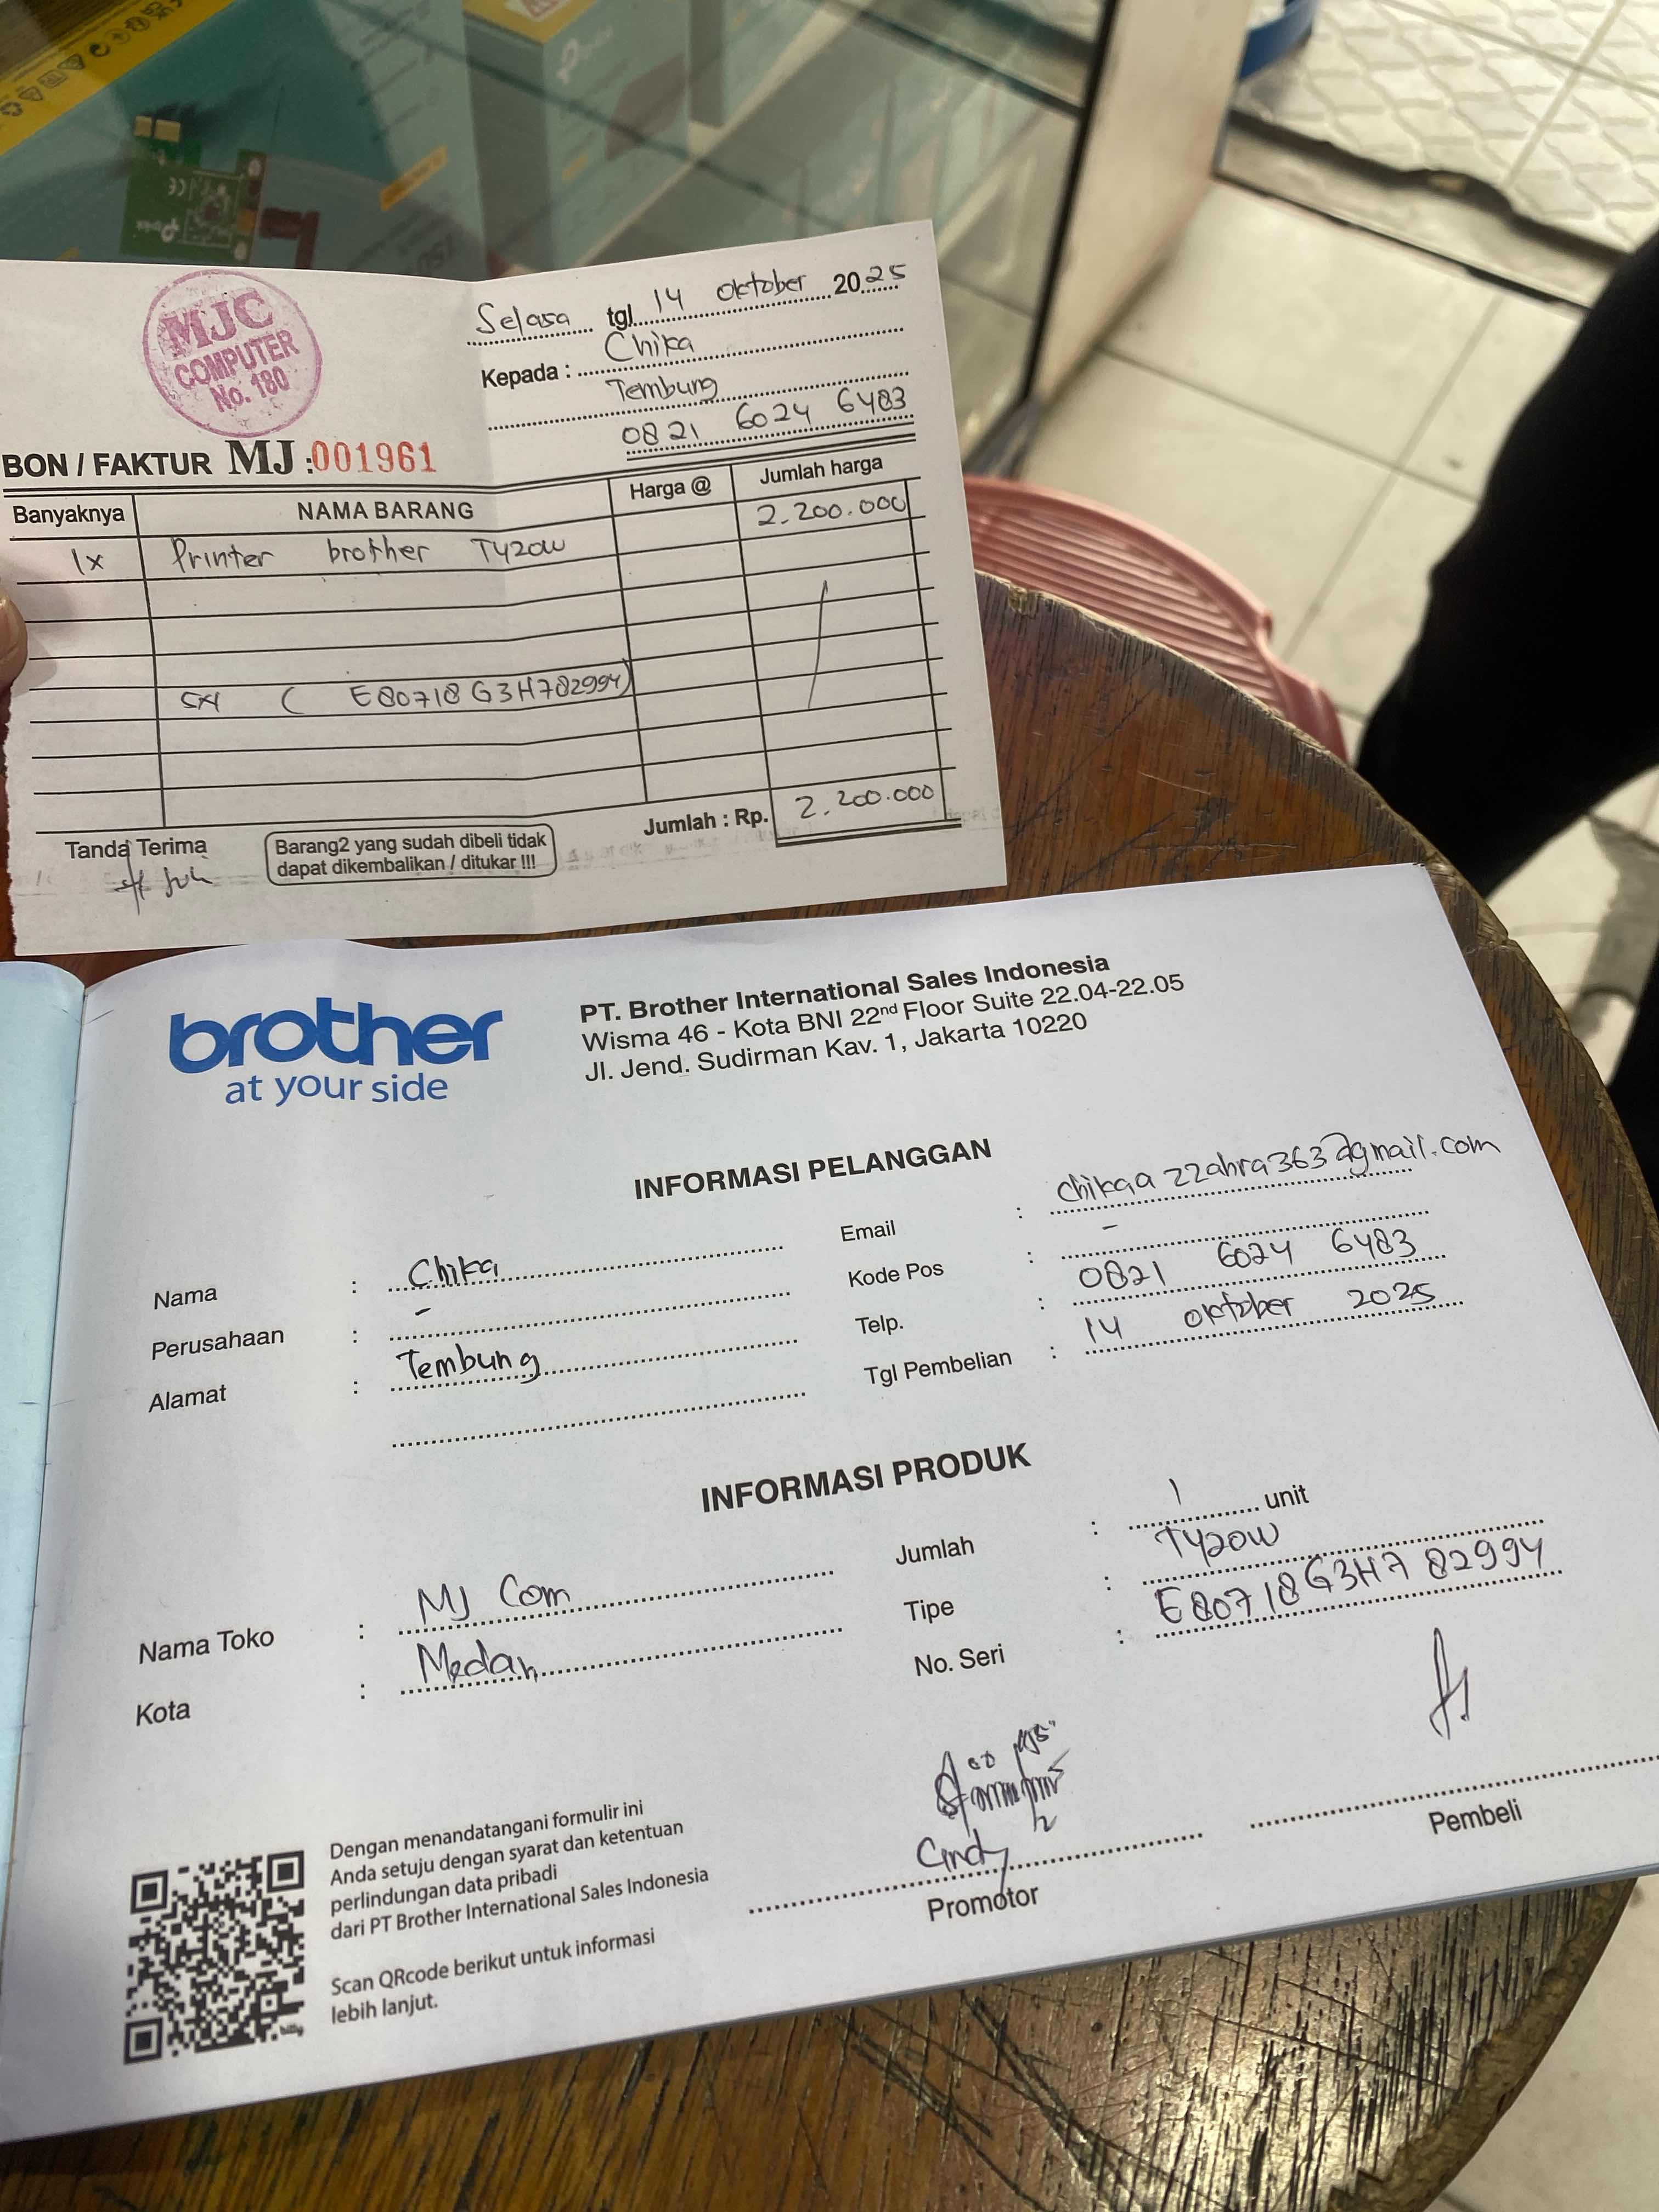 MJC
COMPUTER
No. 180
Selasa tgl. 14 oktober 2025
Kepada : Chika
Tembung
0821 6024 6483
BON / FAKTUR MJ :001961
Banyaknya NAMA BARANG Harga @ Jumlah harga
1x Printer brother T420W 2.200.000
SN ( E80718G3H782994)
Jumlah : Rp. 2.200.000
Tanda Terima
Barang2 yang sudah dibeli tidak
dapat dikembalikan / ditukar !!!
brother
at your side
PT. Brother International Sales Indonesia
Wisma 46 - Kota BNI 22nd Floor Suite 22.04-22.05
Jl. Jend. Sudirman Kav. 1, Jakarta 10220
INFORMASI PELANGGAN
Nama : Chika
Perusahaan : -
Alamat : Tembung
Email : chikaazzahra363@gmail.com
Kode Pos : -
Telp. : 0821 6024 6483
Tgl Pembelian : 14 oktober 2025
INFORMASI PRODUK
Nama Toko : MJ Com
Kota : Medan
Jumlah : 1 unit
Tipe : T420W
No. Seri : E80718G3H782994
Dengan menandatangani formulir ini
Anda setuju dengan syarat dan ketentuan
perlindungan data pribadi
dari PT Brother International Sales Indonesia
Scan QRcode berikut untuk informasi
lebih lanjut.
Cindy
Promotor
Pembeli